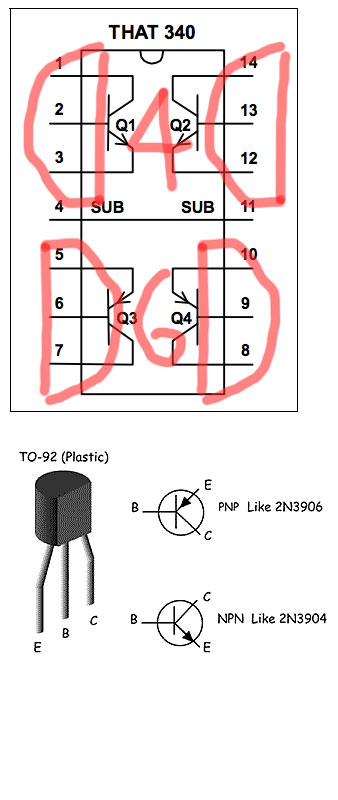 THAT 340
1 14
2 13
Q1 Q2
4
3 12
4 SUB SUB 11
5 10
6 9
Q3 Q4
6
7 8
TO-92 (Plastic)
E
B PNP Like 2N3906
C
C
B NPN Like 2N3904
E
E B C